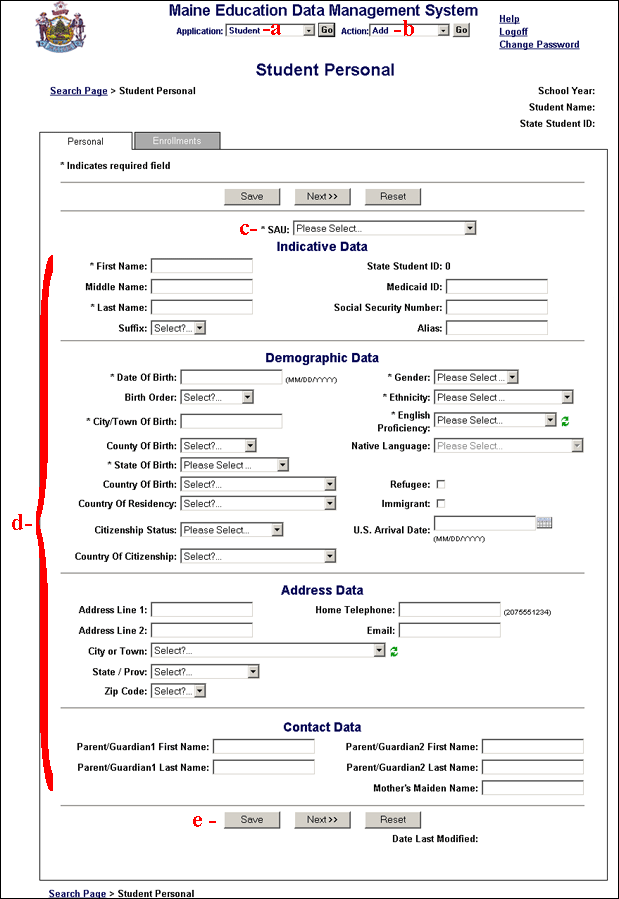 Maine Education Data Management System
Application: Student -a Go Action: Add -b Go
Help
Logoff
Change Password
Student Personal
Search Page > Student Personal
School Year:
Student Name:
State Student ID:
Personal Enrollments
* Indicates required field
Save Next>> Reset
c- * SAU: Please Select...
Indicative Data
* First Name: State Student ID: 0
Middle Name: Medicaid ID:
* Last Name: Social Security Number:
Suffix: Select?... Alias:
Demographic Data
* Date Of Birth: (MM/DD/YYYY) * Gender: Please Select...
Birth Order: Select?... * Ethnicity: Please Select...
* City/Town Of Birth: * English Proficiency: Please Select...
County Of Birth: Select?... Native Language: Please Select...
* State Of Birth: Please Select...
Country Of Birth: Select?... Refugee:
Country Of Residency: Select?... Immigrant:
d-
Citizenship Status: Please Select... U.S. Arrival Date:
(MM/DD/YYYY)
Country Of Citizenship: Select?...
Address Data
Address Line 1: Home Telephone: (2075551234)
Address Line 2: Email:
City or Town: Select?...
State / Prov: Select?...
Zip Code: Select?...
Contact Data
Parent/Guardian1 First Name: Parent/Guardian2 First Name:
Parent/Guardian1 Last Name: Parent/Guardian2 Last Name:
Mother's Maiden Name:
e - Save Next>> Reset
Date Last Modified:
Search Page > Student Personal